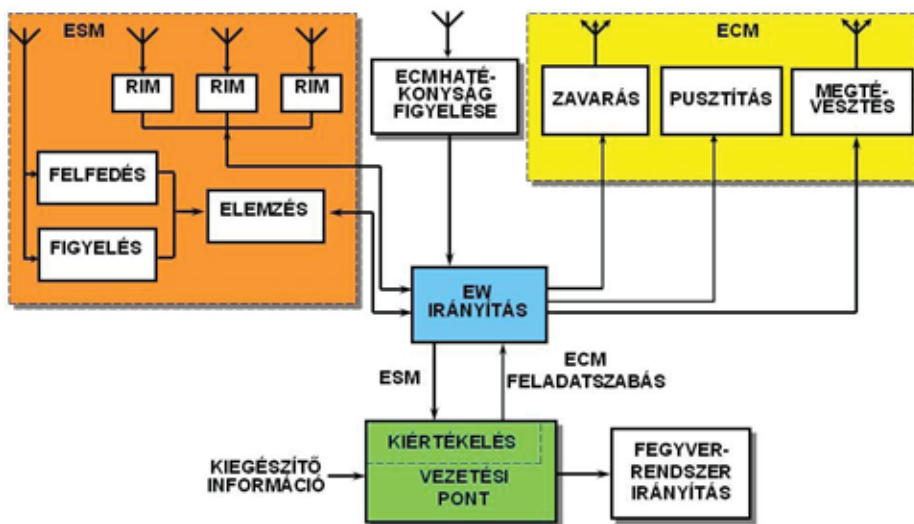 ESM
RIM
RIM
RIM
FELFEDÉS
FIGYELÉS
ELEMZÉS
ECMHATÉ-
KONYSÁG
FIGYELÉSE
ECM
ZAVARÁS
PUSZTÍTÁS
MEGTÉ-
VESZTÉS
EW
IRÁNYÍTÁS
ESM
ECM
FELADATSZABÁS
KIÉRTÉKELÉS
VEZETÉSI
PONT
KIEGÉSZÍTŐ
INFORMÁCIÓ
FEGYVER-
RENDSZER
IRÁNYÍTÁS